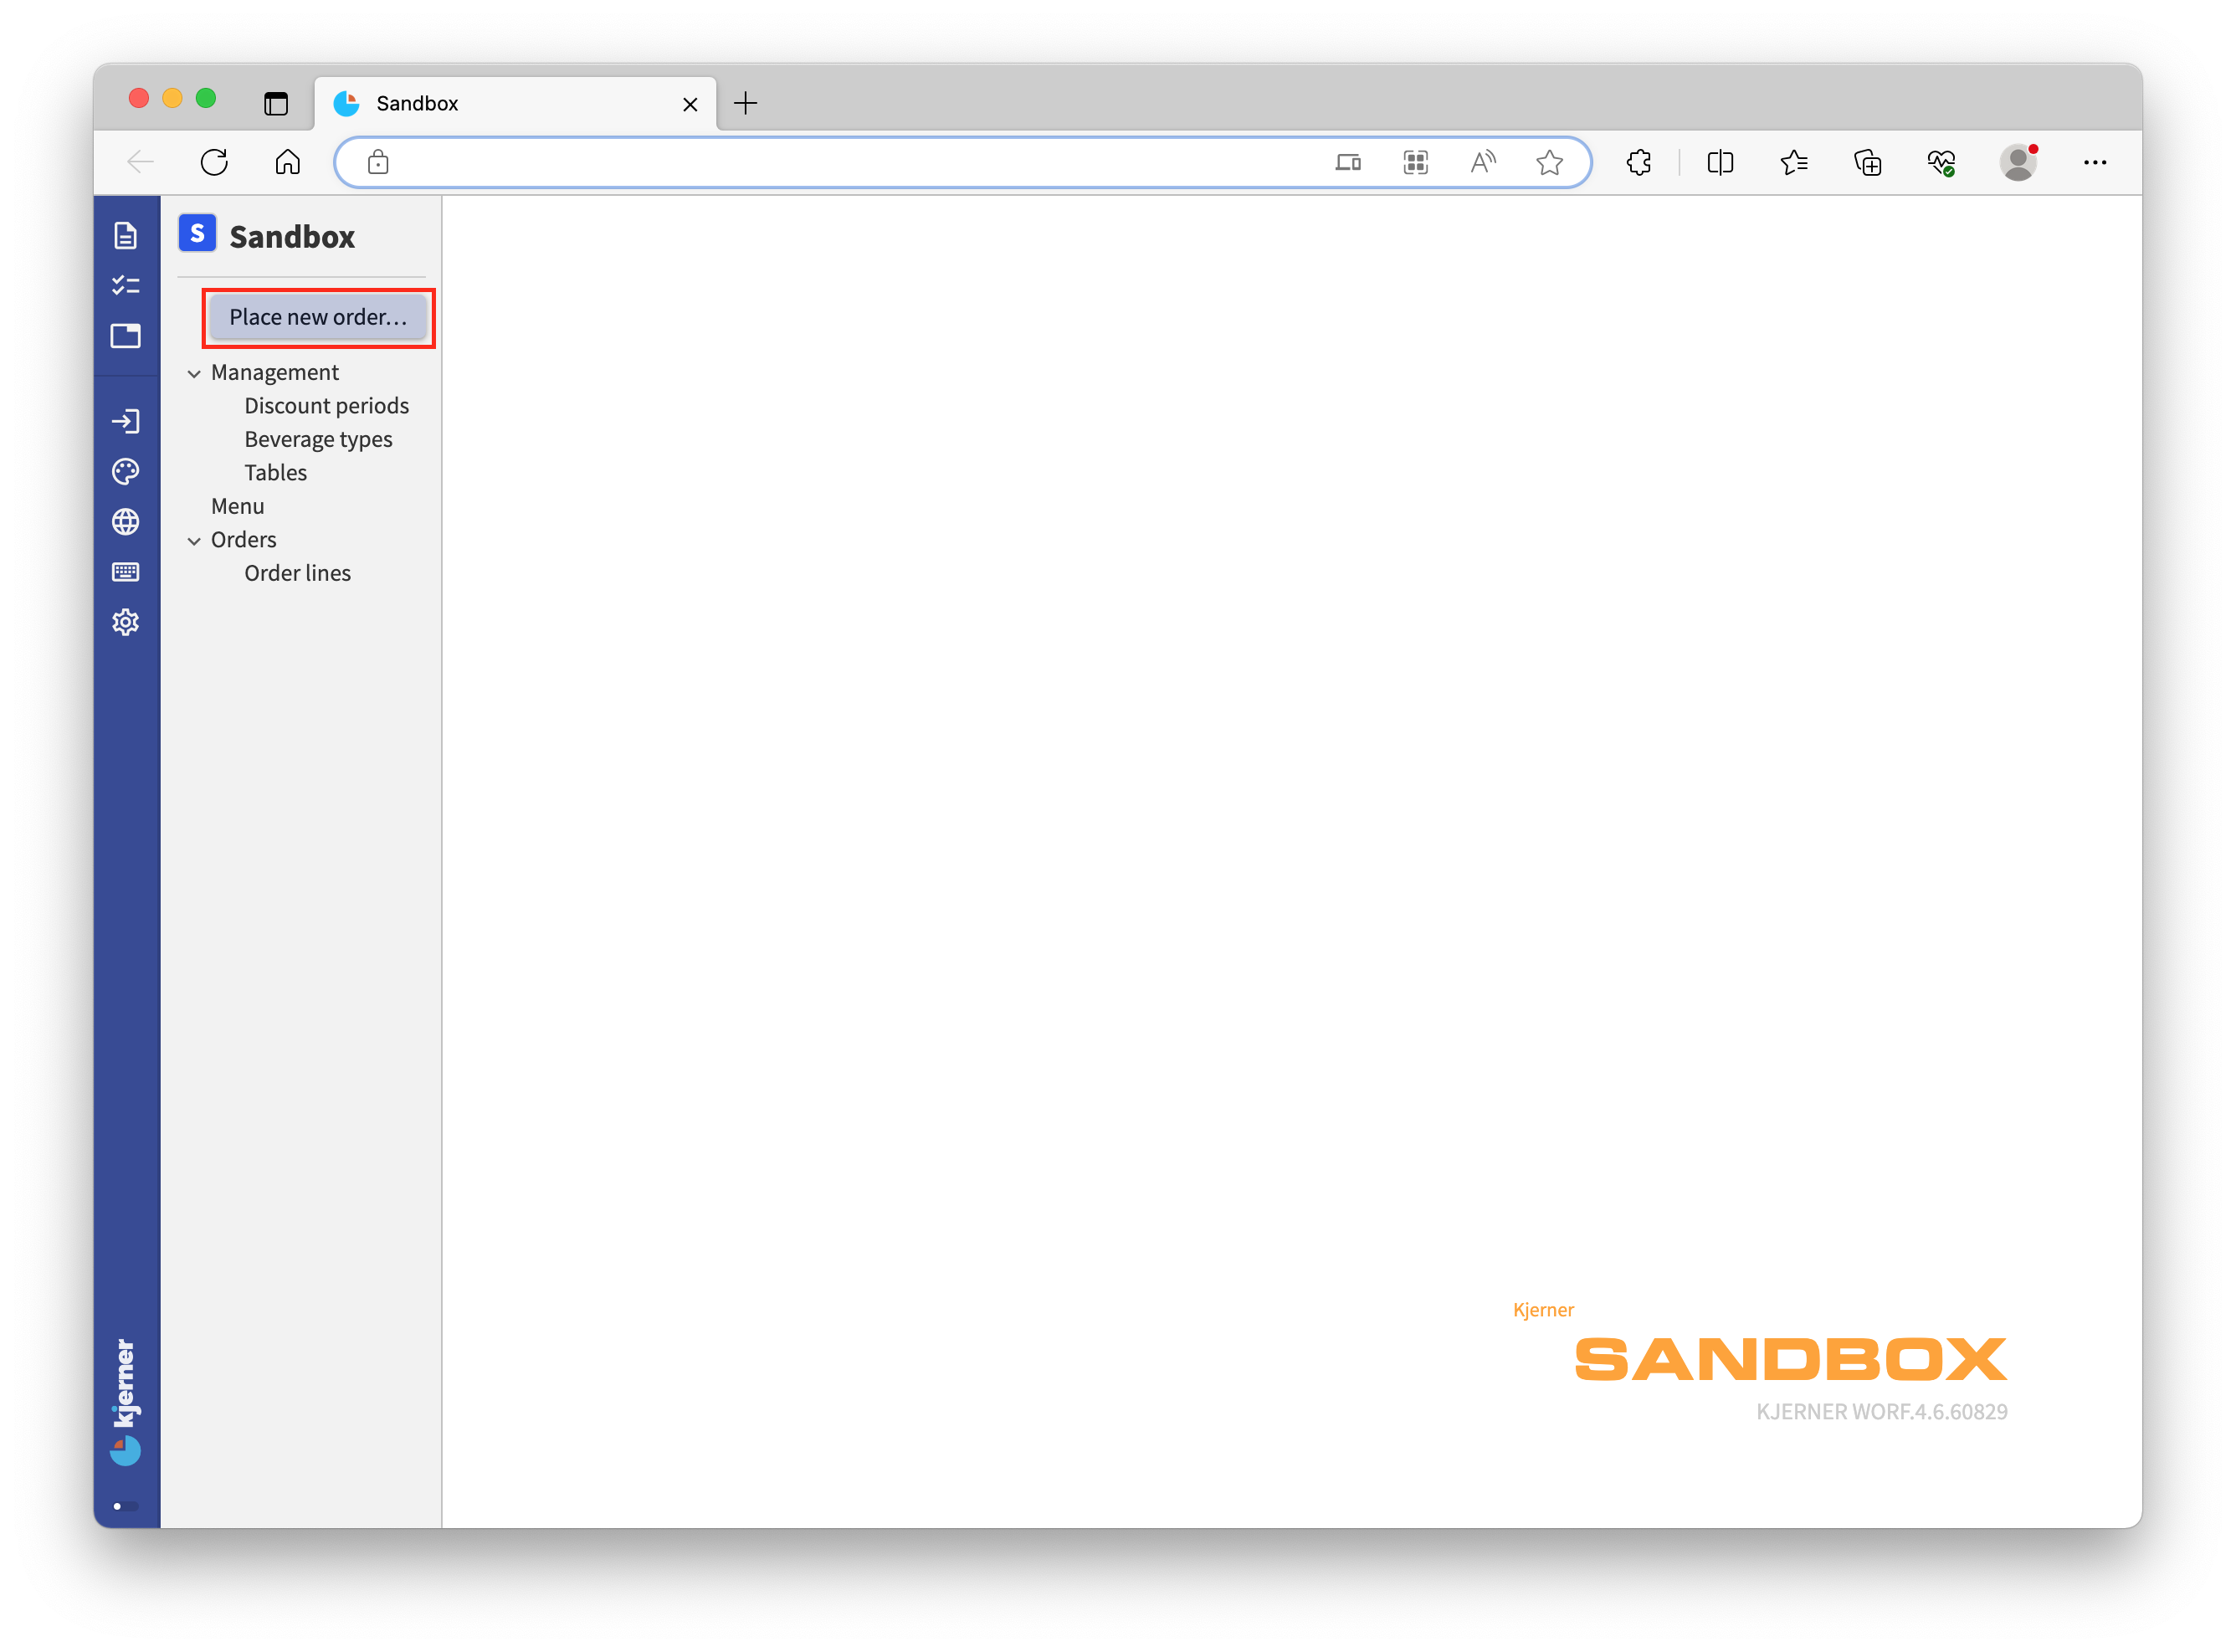 Sandbox
S Sandbox
Place new order...
Management
Discount periods
Beverage types
Tables
Menu
Orders
Order lines
kjerner
Kjerner
SANDBOX
KJERNER WORF.4.6.60829